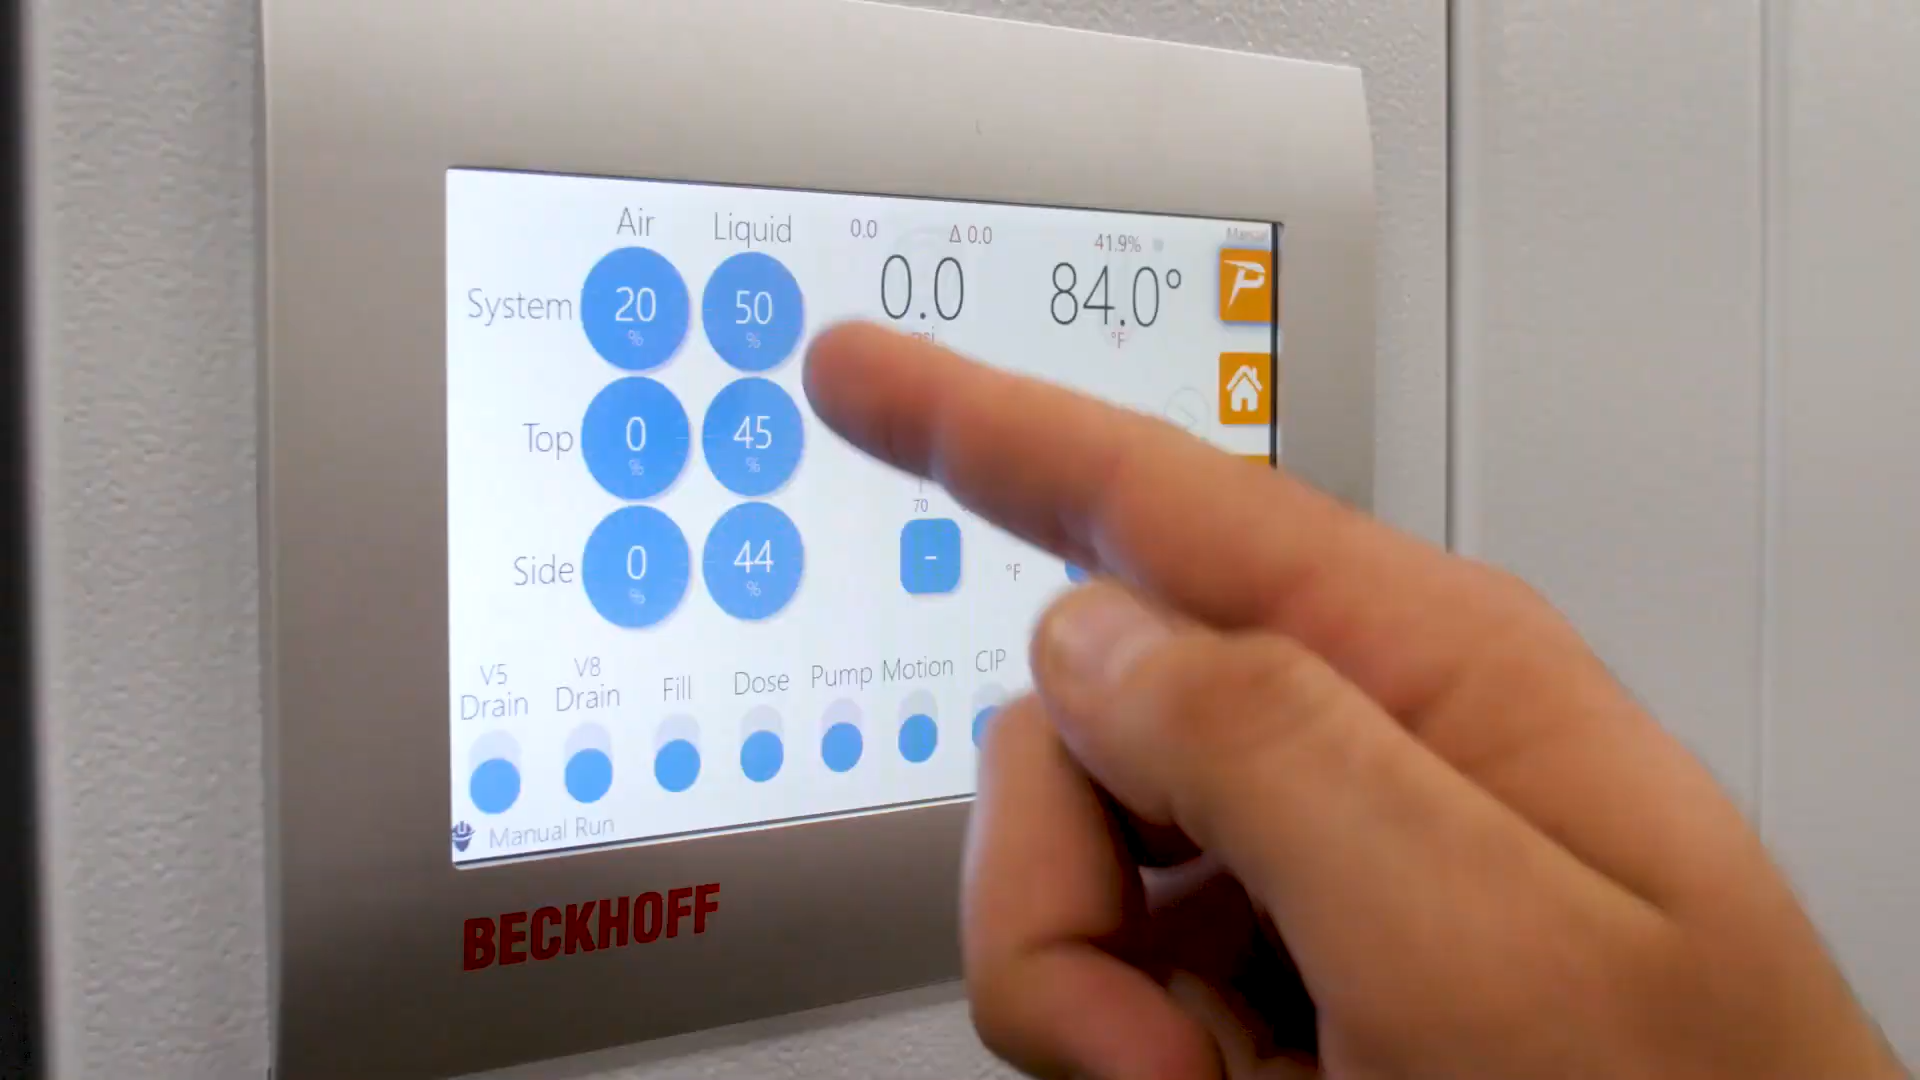 Air Liquid 0.0 Δ 0.0 41.9% Manual
System 20 % 50 % 0.0 84.0°
°F
Top 0 % 45 %
70
Side 0 % 44 % - °F
V5 Drain V8 Drain Fill Dose Pump Motion CIP
Manual Run
BECKHOFF